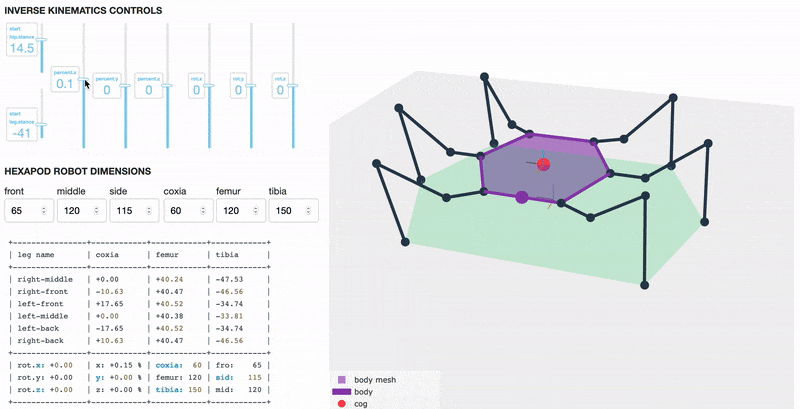 INVERSE KINEMATICS CONTROLS
start
hip.stance
14.5
percent.x
0.1
percent.y
0
percent.z
0
rot.x
0
rot.y
0
rot.z
0
start
leg.stance
-41
HEXAPOD ROBOT DIMENSIONS
front middle side coxia femur tibia
65 120 115 60 120 150
+----------------+------------+------------+------------+
| leg name | coxia | femur | tibia |
+----------------+------------+------------+------------+
| right-middle | +0.00 | +40.24 | -47.53
| right-front | -10.63 | +40.47 | -46.56
| left-front | +17.65 | +40.52 | -34.74
| left-middle | +0.00 | +40.38 | -33.81
| left-back | -17.65 | +40.52 | -34.74
| right-back | +10.63 | +40.47 | -46.56
+----------------+------------+------------+------------+
| rot.x: +0.00 | x: +0.15 % | coxia: 60 | fro: 65
| rot.y: +0.00 | y: +0.00 % | femur: 120 | sid: 115
| rot.z: +0.00 | z: +0.00 % | tibia: 150 | mid: 120
+----------------+------------+------------+------------+
body mesh
body
cog